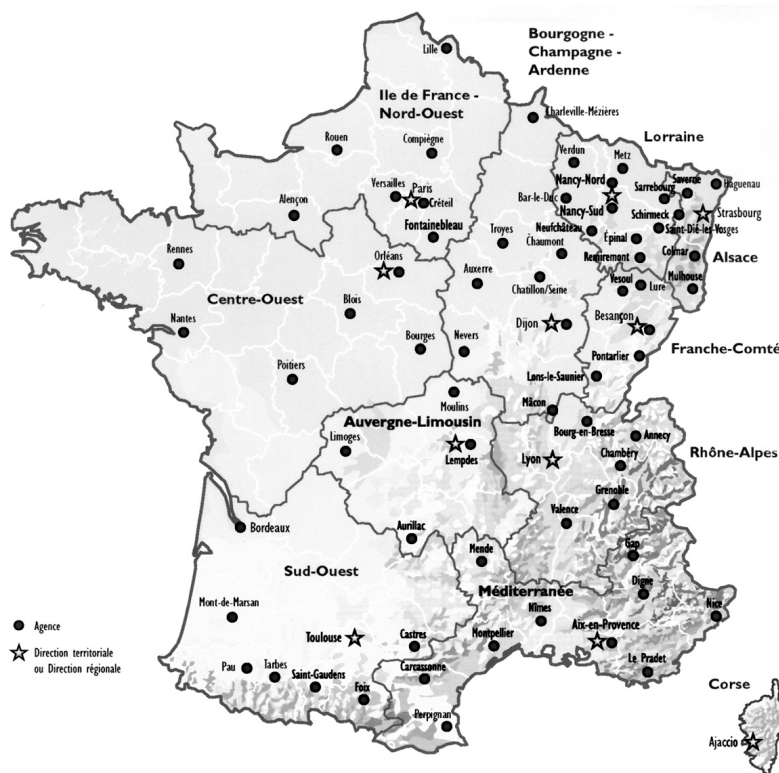 Bourgogne -
Champagne -
Ardenne
Lille
Ile de France -
Nord-Ouest
Charleville-Mézières
Rouen
Compiègne
Lorraine
Verdun
Metz
Versailles
Paris
Créteil
Nancy-Nord
Sarrebourg
Saverne
Haguenau
Bar-le-Duc
Nancy-Sud
Schirmeck
Strasbourg
Alençon
Fontainebleau
Neufchâteau
Saint-Dié-les-Vosges
Troyes
Chaumont
Épinal
Rennes
Orléans
Remiremont
Colmar
Alsace
Auxerre
Chatillon/Seine
Vesoul
Lure
Mulhouse
Centre-Ouest
Blois
Nantes
Dijon
Besançon
Bourges
Nevers
Pontarlier
Franche-Comté
Poitiers
Lons-le-Saunier
Moulins
Mâcon
Auvergne-Limousin
Bourg-en-Bresse
Limoges
Annecy
Lempdes
Lyon
Chambéry
Rhône-Alpes
Grenoble
Valence
Bordeaux
Aurillac
Mende
Gap
Sud-Ouest
Digne
Méditerranée
Mont-de-Marsan
Nîmes
Nice
Agence
Toulouse
Castres
Montpellier
Aix-en-Provence
Direction territoriale
ou Direction régionale
Pau
Tarbes
Saint-Gaudens
Foix
Carcassonne
Le Pradet
Corse
Perpignan
Ajaccio